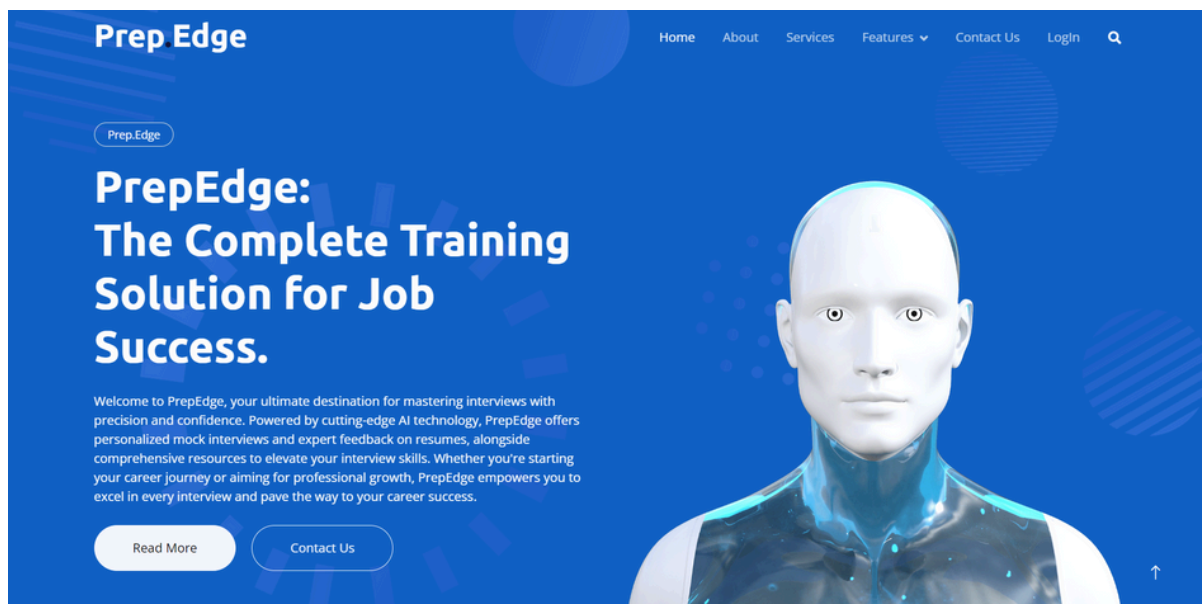 Prep.Edge
Home About Services Features Contact Us LogIn
Prep.Edge
PrepEdge:
The Complete Training
Solution for Job
Success.
Welcome to PrepEdge, your ultimate destination for mastering interviews with
precision and confidence. Powered by cutting-edge AI technology, PrepEdge offers
personalized mock interviews and expert feedback on resumes, alongside
comprehensive resources to elevate your interview skills. Whether you're starting
your career journey or aiming for professional growth, PrepEdge empowers you to
excel in every interview and pave the way to your career success.
Read More Contact Us